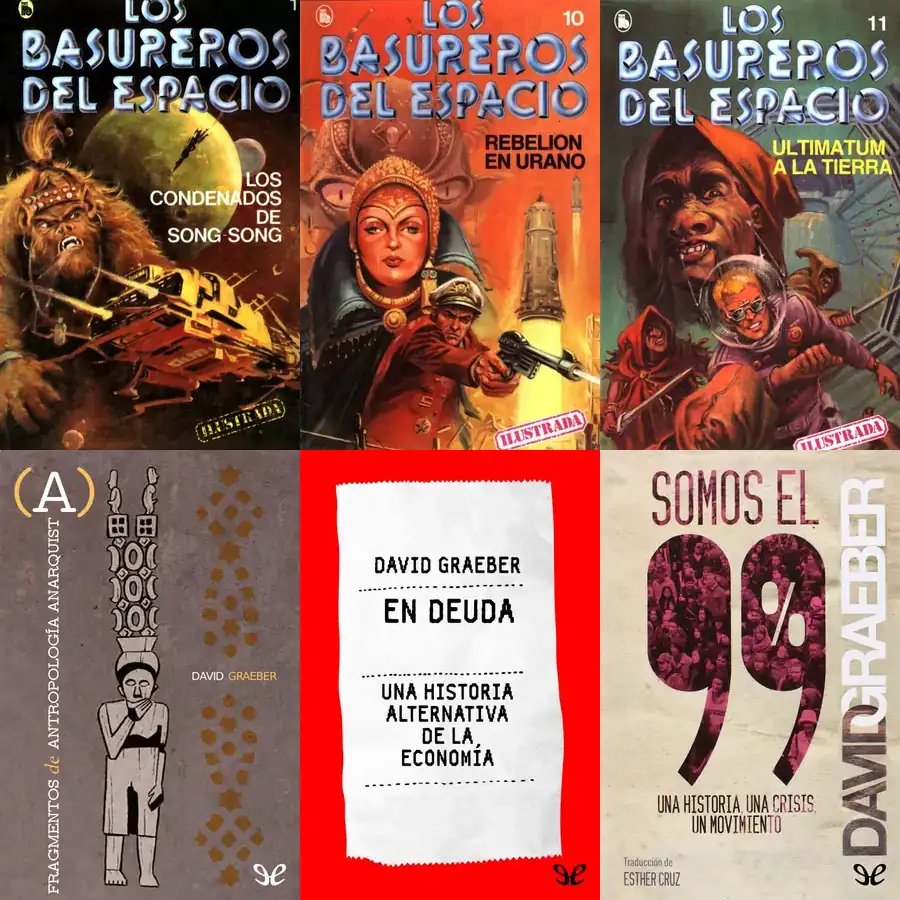 LOS
BASUREROS
DEL ESPACIO
LOS
CONDENADOS
DE
SONG-SONG
ILUSTRADA
10
LOS
BASUREROS
DEL ESPACIO
REBELION
EN URANO
ILUSTRADA
11
LOS
BASUREROS
DEL ESPACIO
ULTIMATUM
A LA TIERRA
ILUSTRADA
(A)
FRAGMENTOS de ANTROPOLOGÍA ANARQUIST
DAVID GRAEBER
DAVID GRAEBER
EN DEUDA
UNA HISTORIA
ALTERNATIVA
DE LA
ECONOMÍA
SOMOS EL
99%
DAVID GRAEBER
UNA HISTORIA, UNA CRISIS,
UN MOVIMIENTO
Traducción de
ESTHER CRUZ